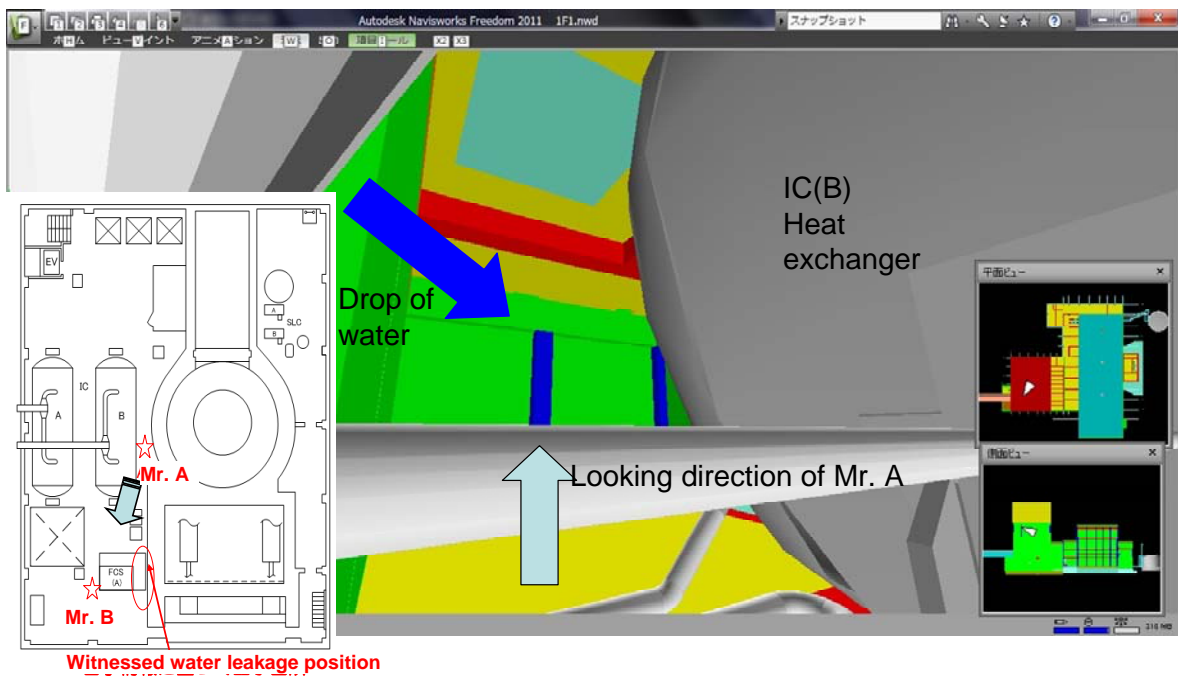 Autodesk Navisworks Freedom 2011 1F1.nwd
スナップショット
IC(B)
Heat
exchanger
平面ビュー
側面ビュー
Drop of
water
Looking direction of Mr. A
EV
A
B
SLC
IC
A
B
Mr. A
FCS
(A)
Mr. B
Witnessed water leakage position